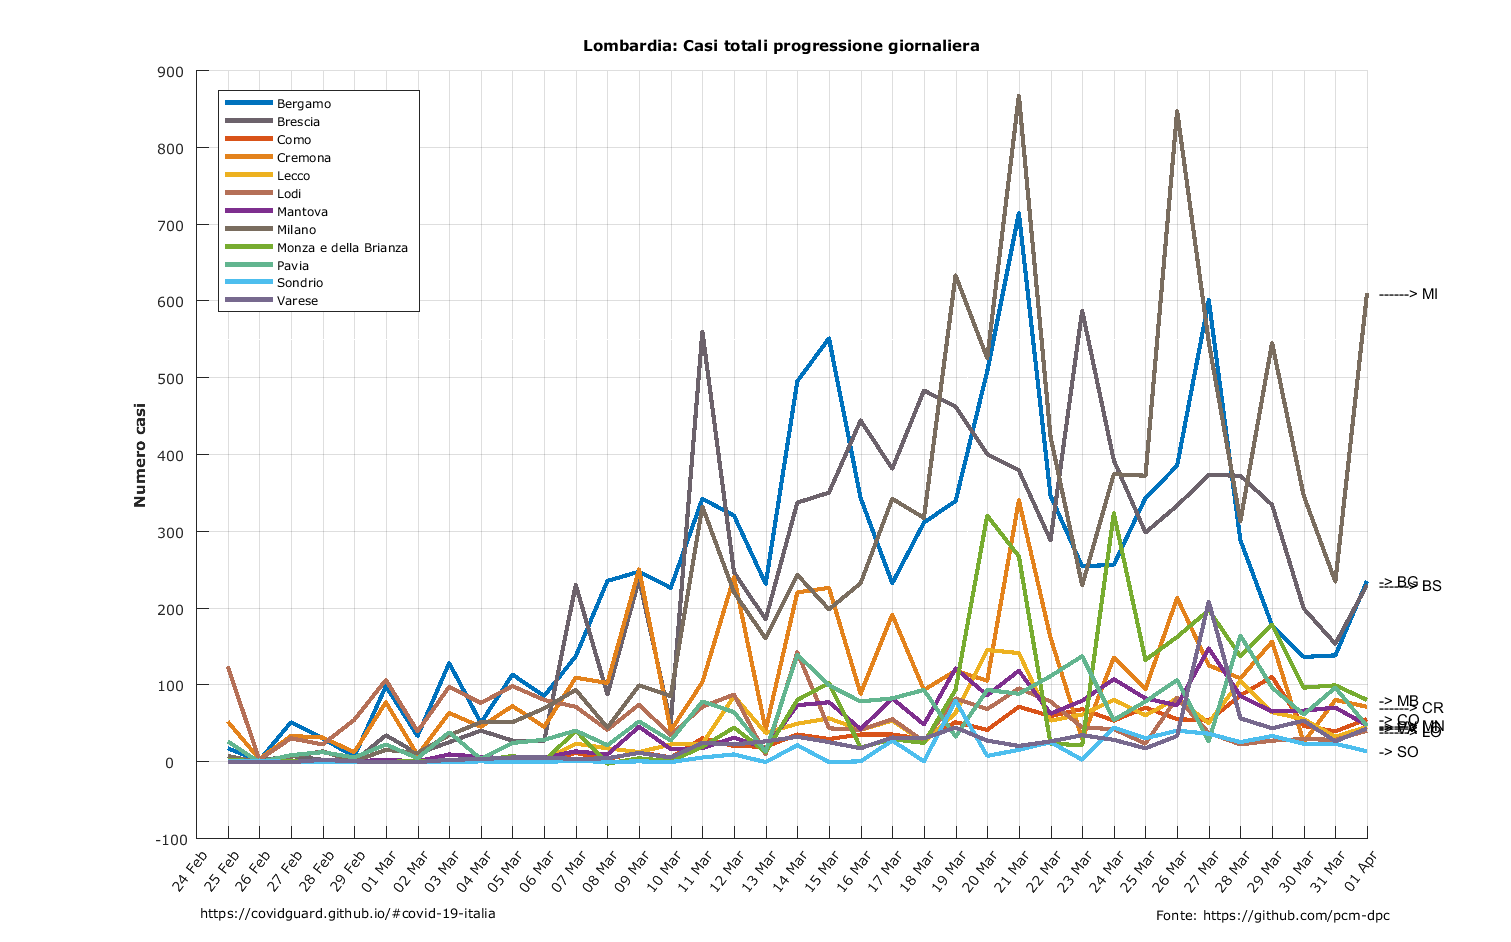 Lombardia: Casi totali progressione giornaliera
900
800
700
600
500
400
300
200
100
0
-100
Numero casi
Bergamo
Brescia
Como
Cremona
Lecco
Lodi
Mantova
Milano
Monza e della Brianza
Pavia
Sondrio
Varese
------> MI
-> BG
------> BS
-> MB
------> CR
-> CO
MN
LO
-> SO
24 Feb
25 Feb
26 Feb
27 Feb
28 Feb
29 Feb
01 Mar
02 Mar
03 Mar
04 Mar
05 Mar
06 Mar
07 Mar
08 Mar
09 Mar
10 Mar
11 Mar
12 Mar
13 Mar
14 Mar
15 Mar
16 Mar
17 Mar
18 Mar
19 Mar
20 Mar
21 Mar
22 Mar
23 Mar
24 Mar
25 Mar
26 Mar
27 Mar
28 Mar
29 Mar
30 Mar
31 Mar
01 Apr
https://covidguard.github.io/#covid-19-italia
Fonte: https://github.com/pcm-dpc